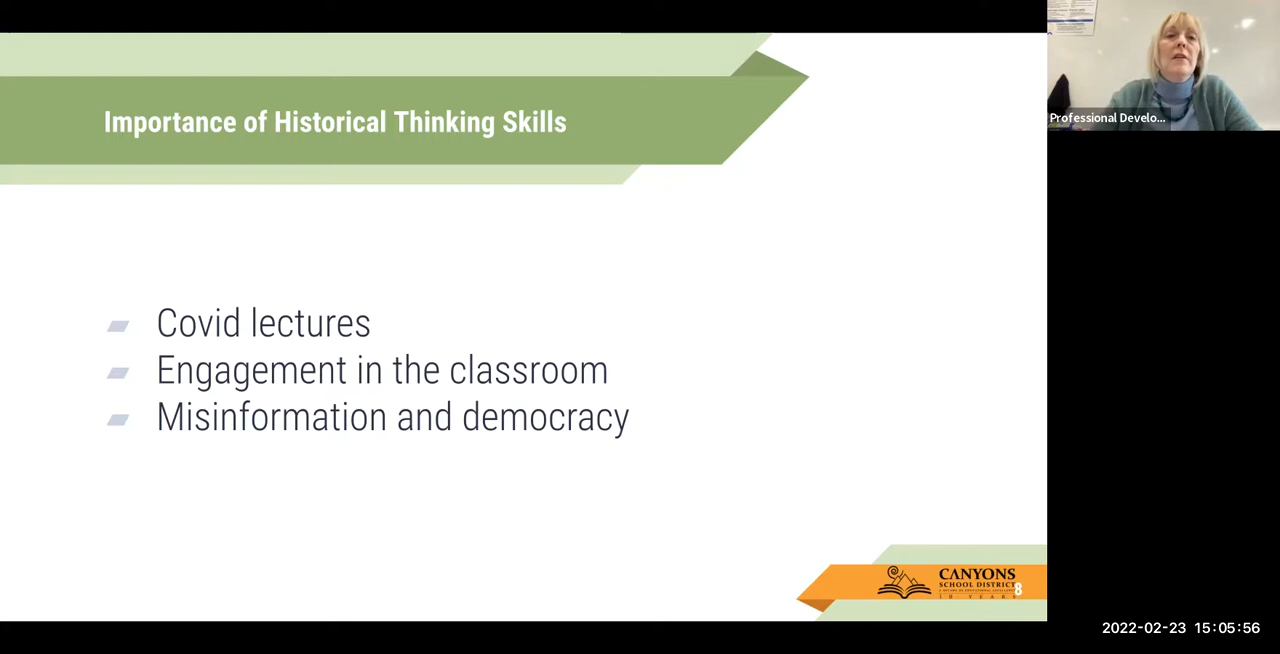 Importance of Historical Thinking Skills
Professional Develo...
Covid lectures
Engagement in the classroom
Misinformation and democracy
CANYONS
SCHOOL DISTRICT
8
2022-02-23 15:05:56